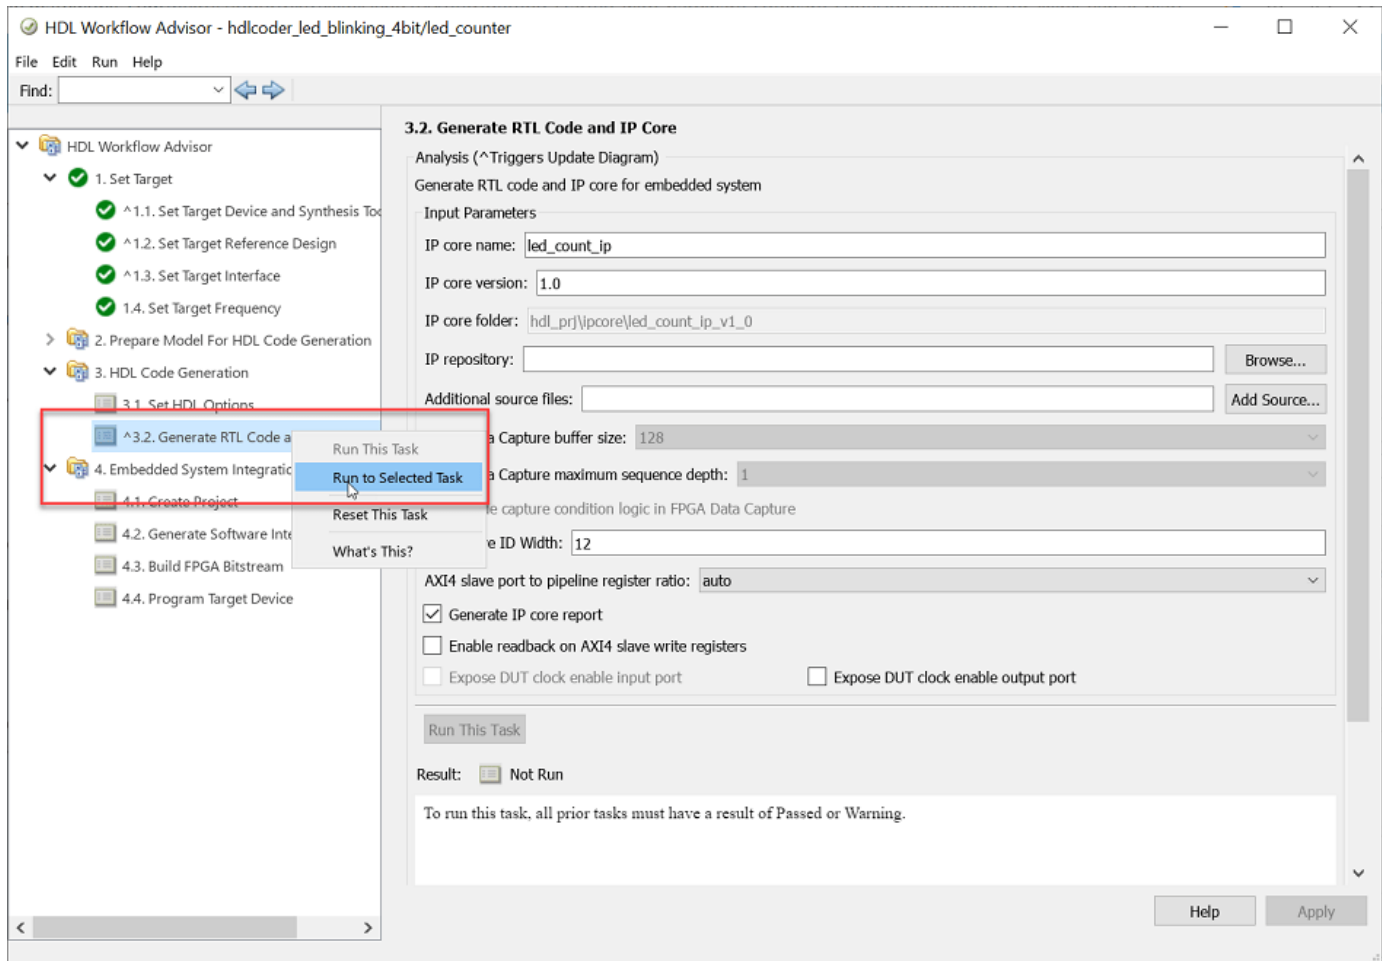 HDL Workflow Advisor - hdlcoder_led_blinking_4bit/led_counter
File Edit Run Help
Find:
HDL Workflow Advisor
1. Set Target
^1.1. Set Target Device and Synthesis Too
^1.2. Set Target Reference Design
^1.3. Set Target Interface
1.4. Set Target Frequency
2. Prepare Model For HDL Code Generation
3. HDL Code Generation
3.1. Set HDL Options
^3.2. Generate RTL Code a
4. Embedded System Integratio
4.1. Create Project
4.2. Generate Software Inte
4.3. Build FPGA Bitstream
4.4. Program Target Device
Run This Task
Run to Selected Task
Reset This Task
What's This?
3.2. Generate RTL Code and IP Core
Analysis (^Triggers Update Diagram)
Generate RTL code and IP core for embedded system
Input Parameters
IP core name: led_count_ip
IP core version: 1.0
IP core folder: hdl_prj\ipcore\led_count_ip_v1_0
IP repository: Browse...
Additional source files: Add Source...
a Capture buffer size: 128
a Capture maximum sequence depth: 1
e capture condition logic in FPGA Data Capture
e ID Width: 12
AXI4 slave port to pipeline register ratio: auto
Generate IP core report
Enable readback on AXI4 slave write registers
Expose DUT clock enable input port Expose DUT clock enable output port
Run This Task
Result: Not Run
To run this task, all prior tasks must have a result of Passed or Warning.
Help Apply